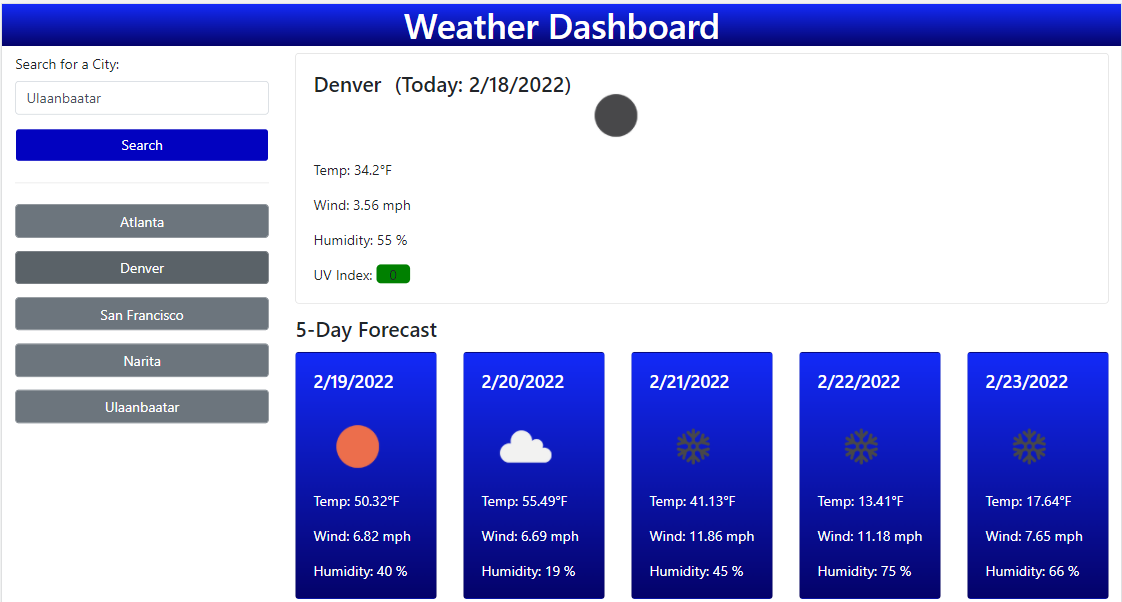 Weather Dashboard
Search for a City:
Ulaanbaatar
Search
Atlanta
Denver
San Francisco
Narita
Ulaanbaatar
Denver (Today: 2/18/2022)
Temp: 34.2°F
Wind: 3.56 mph
Humidity: 55 %
UV Index: 0
5-Day Forecast
2/19/2022
Temp: 50.32°F
Wind: 6.82 mph
Humidity: 40 %
2/20/2022
Temp: 55.49°F
Wind: 6.69 mph
Humidity: 19 %
2/21/2022
Temp: 41.13°F
Wind: 11.86 mph
Humidity: 45 %
2/22/2022
Temp: 13.41°F
Wind: 11.18 mph
Humidity: 75 %
2/23/2022
Temp: 17.64°F
Wind: 7.65 mph
Humidity: 66 %